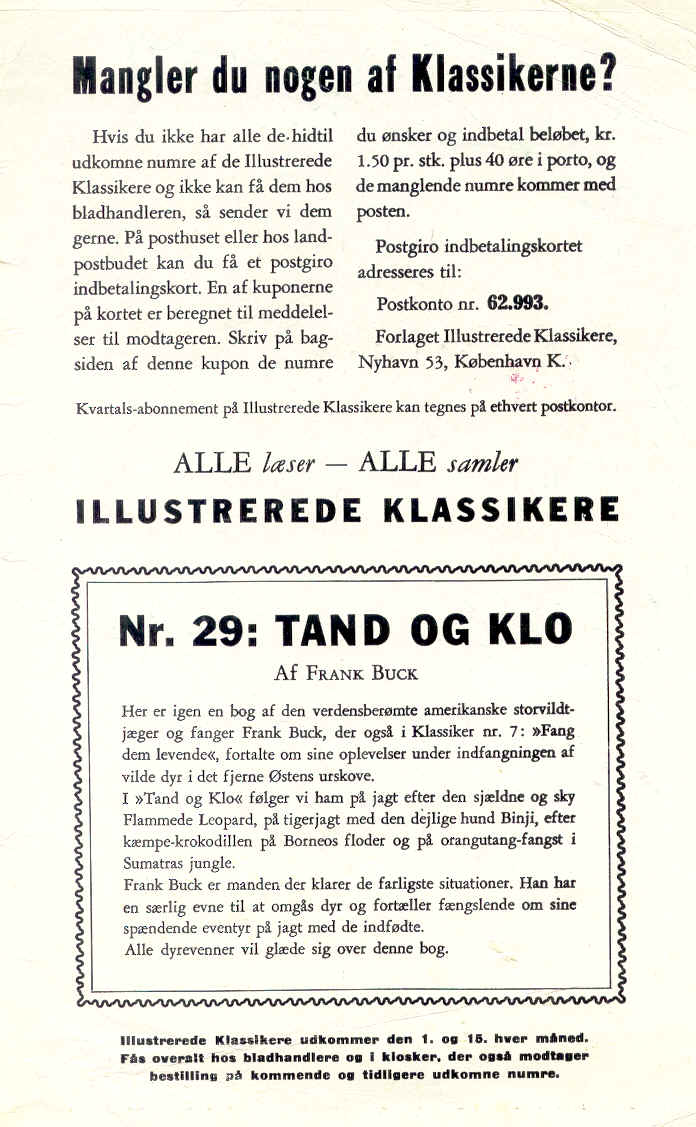 Mangler du nogen af Klassikerne?
Hvis du ikke har alle de hidtil
udkomne numre af de Illustrerede
Klassikere og ikke kan få dem hos
bladhandleren, så sender vi dem
gerne. På posthuset eller hos land-
postbudet kan du få et postgiro
indbetalingskort. En af kuponerne
på kortet er beregnet til meddelel-
ser til modtageren. Skriv på bag-
siden af denne kupon de numre
du ønsker og indbetal beløbet, kr.
1.50 pr. stk. plus 40 øre i porto, og
de manglende numre kommer med
posten.
Postgiro indbetalingskortet
adresseres til:
Postkonto nr. 62.993.
Forlaget Illustrerede Klassikere,
Nyhavn 53, København K.
Kvartals-abonnement på Illustrerede Klassikere kan tegnes på ethvert postkontor.
ALLE læser — ALLE samler
ILLUSTREREDE KLASSIKERE
Nr. 29: TAND OG KLO
Af FRANK BUCK
Her er igen en bog af den verdensberømte amerikanske storvildt-
jæger og fanger Frank Buck, der også i Klassiker nr. 7: »Fang
dem levende«, fortalte om sine oplevelser under indfangningen af
vilde dyr i det fjerne Østens urskove.
I »Tand og Klo« følger vi ham på jagt efter den sjældne og sky
Flammede Leopard, på tigerjagt med den dejlige hund Binji, efter
kæmpe-krokodillen på Borneos floder og på orangutang-fangst i
Sumatras jungle.
Frank Buck er manden der klarer de farligste situationer. Han har
en særlig evne til at omgås dyr og fortæller fængslende om sine
spændende eventyr på jagt med de indfødte.
Alle dyrevenner vil glæde sig over denne bog.
Illustrerede Klassikere udkommer den 1. og 15. hver måned.
Fås overalt hos bladhandlere og i kiosker, der også modtager
bestilling på kommende og tidligere udkomne numre.